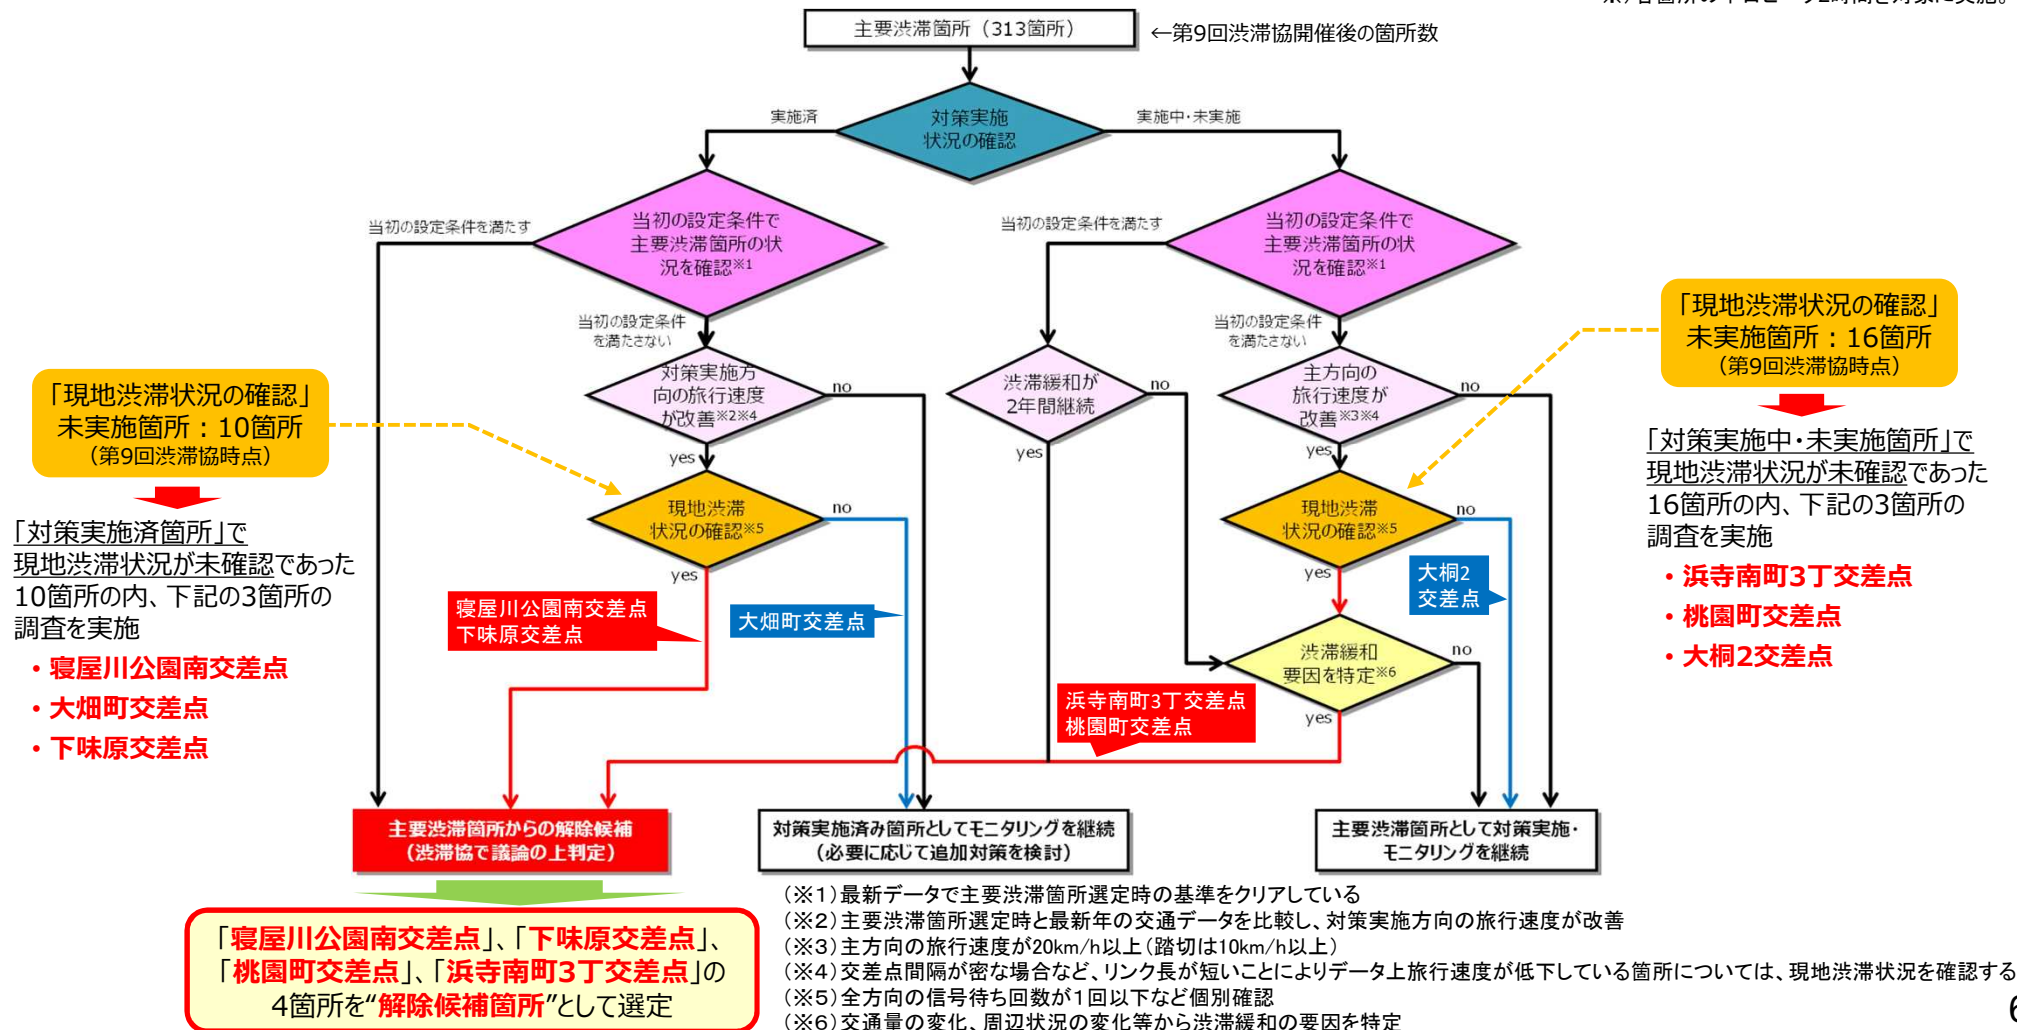 主要渋滞箇所（313箇所）
←第9回渋滞協開催後の箇所数
対策実施
状況の確認
実施済
実施中・未実施
当初の設定条件を満たす
当初の設定条件で
主要渋滞箇所の状
況を確認※1
当初の設定条件を満たす
当初の設定条件で
主要渋滞箇所の状
況を確認※1
当初の設定条件
を満たさない
当初の設定条件
を満たさない
「現地渋滞状況の確認」
未実施箇所：10箇所
（第9回渋滞協時点）
「対策実施済箇所」で
現地渋滞状況が未確認であった
10箇所の内、下記の3箇所の
調査を実施
・寝屋川公園南交差点
・大畑町交差点
・下味原交差点
対策実施方
向の旅行速度
が改善※2※4
no
yes
現地渋滞
状況の確認※5
no
yes
寝屋川公園南交差点
下味原交差点
大畑町交差点
渋滞緩和が
2年間継続
no
yes
主方向の
旅行速度が
改善※3※4
no
yes
現地渋滞
状況の確認※5
no
yes
大桐2
交差点
渋滞緩和
要因を特定※6
no
yes
浜寺南町3丁交差点
桃園町交差点
「現地渋滞状況の確認」
未実施箇所：16箇所
（第9回渋滞協時点）
「対策実施中・未実施箇所」で
現地渋滞状況が未確認であった
16箇所の内、下記の3箇所の
調査を実施
・浜寺南町3丁交差点
・桃園町交差点
・大桐2交差点
主要渋滞箇所からの解除候補
（渋滞協で議論の上判定）
対策実施済み箇所としてモニタリングを継続
（必要に応じて追加対策を検討）
主要渋滞箇所として対策実施・
モニタリングを継続
「寝屋川公園南交差点」、「下味原交差点」、
「桃園町交差点」、「浜寺南町3丁交差点」の
4箇所を“解除候補箇所”として選定
（※1）最新データで主要渋滞箇所選定時の基準をクリアしている
（※2）主要渋滞箇所選定時と最新年の交通データを比較し、対策実施方向の旅行速度が改善
（※3）主方向の旅行速度が20km/h以上（踏切は10km/h以上）
（※4）交差点間隔が密な場合など、リンク長が短いことによりデータ上旅行速度が低下している箇所については、現地渋滞状況を確認する
（※5）全方向の信号待ち回数が1回以下など個別確認
（※6）交通量の変化、周辺状況の変化等から渋滞緩和の要因を特定